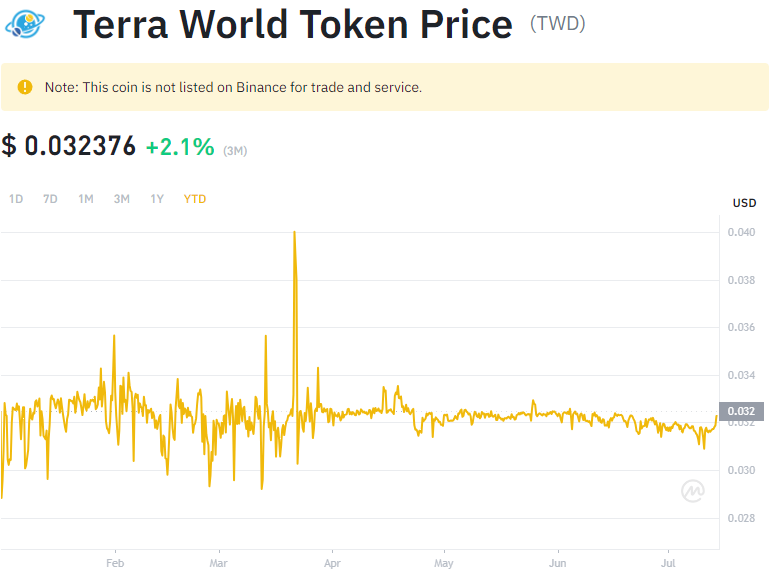 Terra World Token Price (TWD)
Note: This coin is not listed on Binance for trade and service.
$ 0.032376 +2.1% (3M)
1D 7D 1M 3M 1Y YTD
USD
0.040
0.038
0.036
0.034
0.032
0.032
0.030
0.028
Feb Mar Apr May Jun Jul